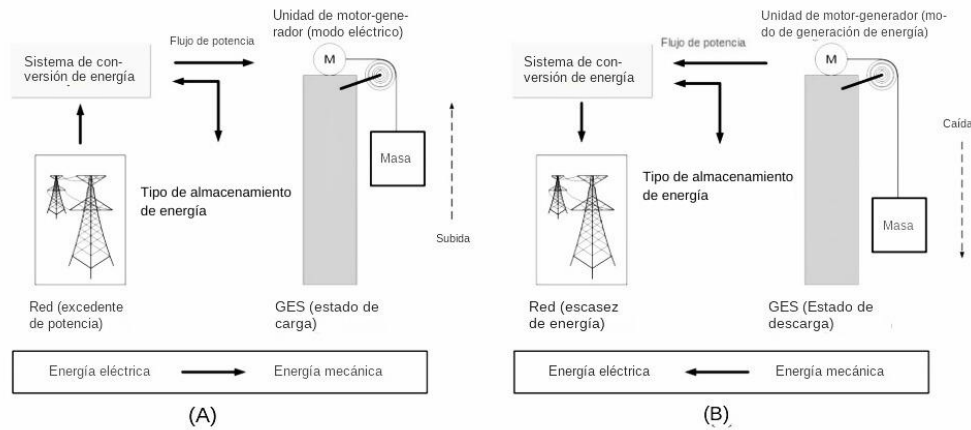 Unidad de motor-gene-
rador (modo eléctrico)
Flujo de potencia
Sistema de con-
versión de energía
M
Masa
Tipo de almacenamiento
de energía
Subida
Red (excedente
de potencia)
GES (estado de
carga)
Energía eléctrica
Energía mecánica
(A)
Unidad de motor-generador (mo-
do de generación de energía)
Flujo de potencia
Sistema de con-
versión de energía
M
Caída
Tipo de almacenamiento
de energía
Masa
Red (escasez
de energía)
GES (Estado de
descarga)
Energía eléctrica
Energía mecánica
(B)